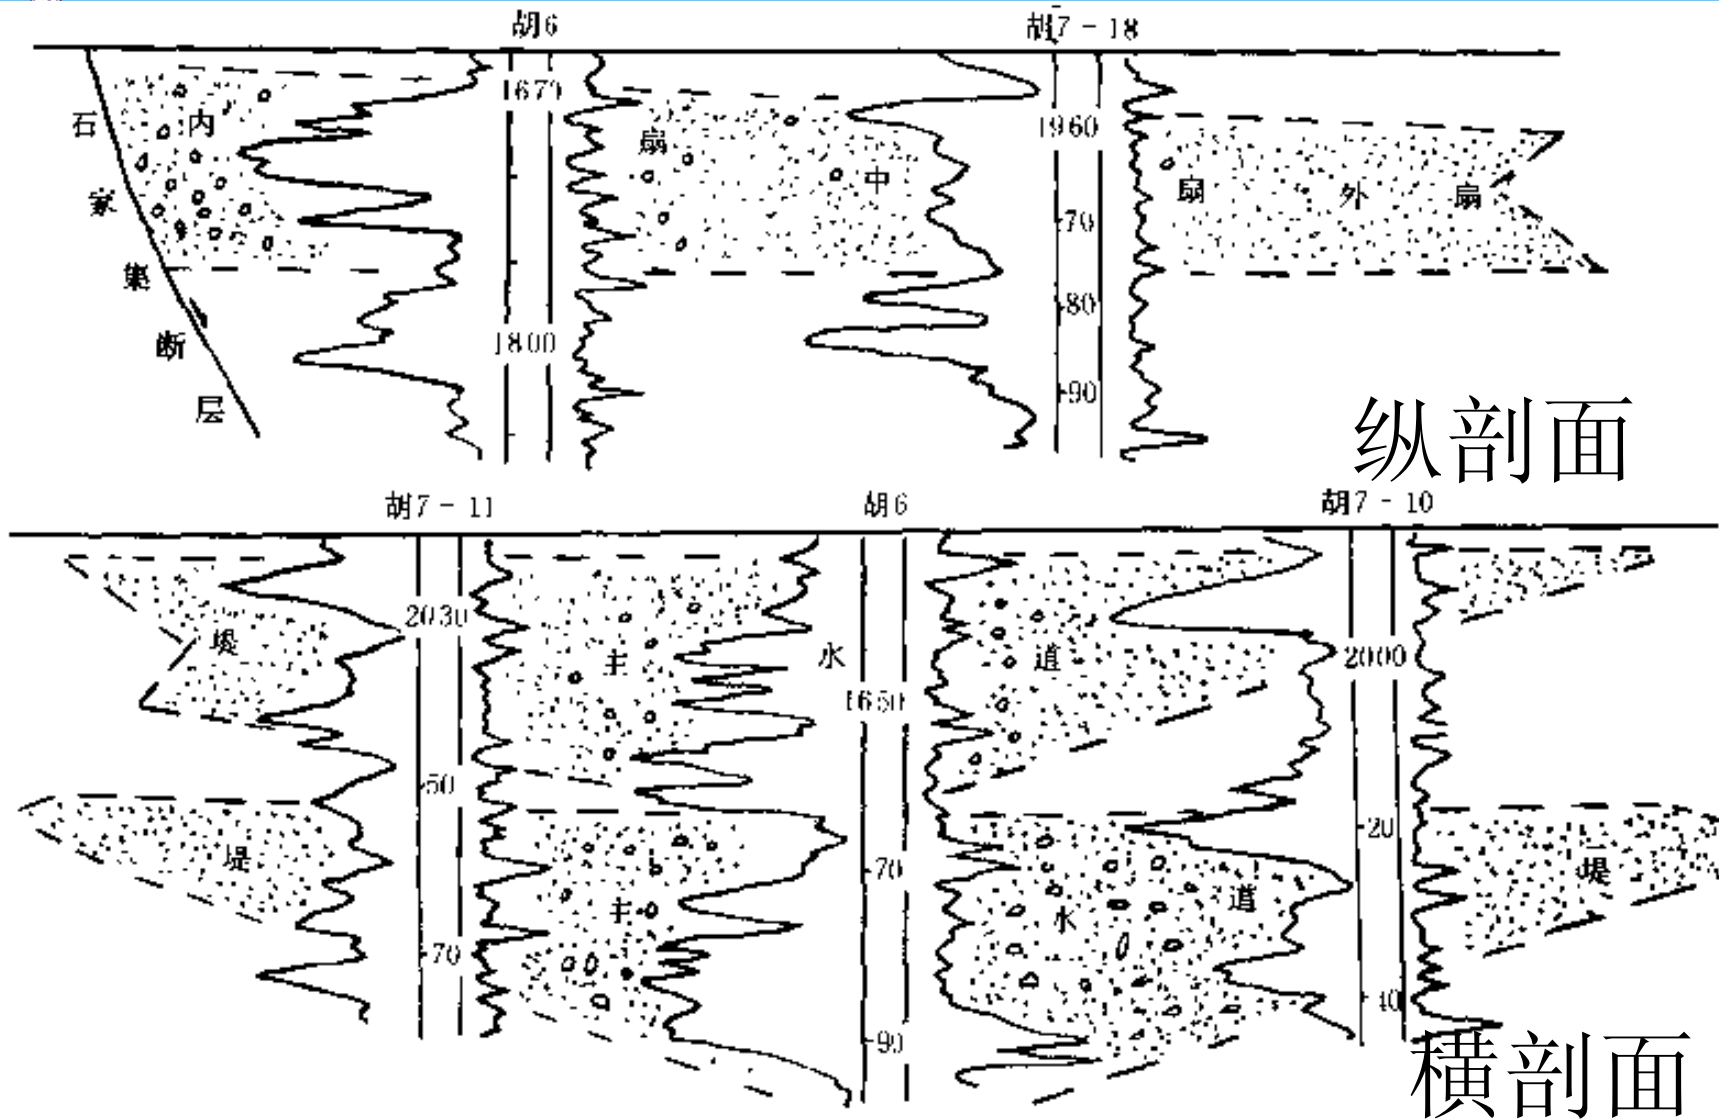 胡6 胡7-18
1670
1960
石 内 扇 中 扇 外 扇
家
70
集
80
断
1800
90
层
纵剖面
胡7-11 胡6 胡7-10
2030
堤 主 水 道
2000
50
20
堤 主 70 水 道 堤
70
40
90
横剖面